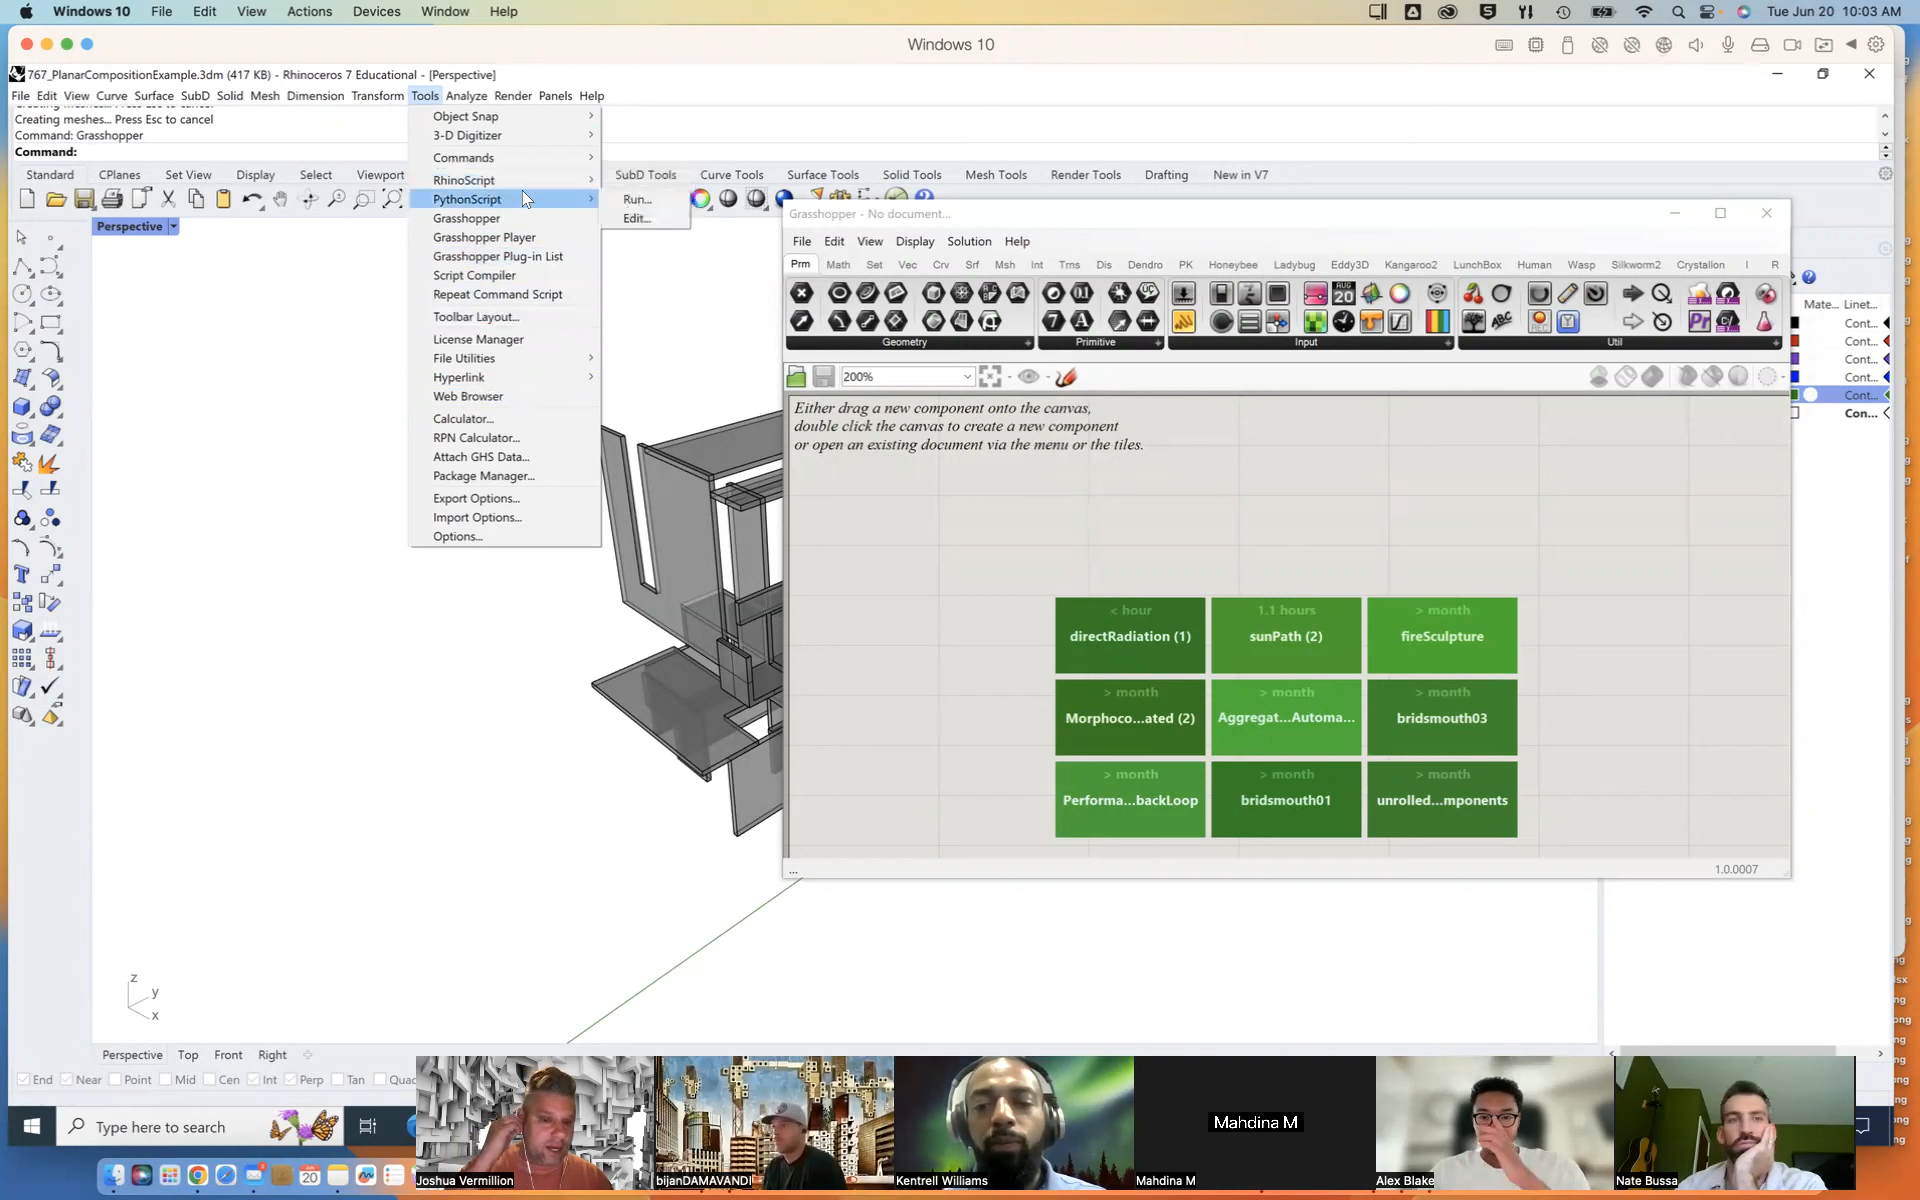 Windows 10 File Edit View Actions Devices Window Help
Tue Jun 20 10:03 AM
Windows 10
767_PlanarCompositionExample.3dm (417 KB) - Rhinoceros 7 Educational - [Perspective]
File Edit View Curve Surface SubD Solid Mesh Dimension Transform Tools Analyze Render Panels Help
Creating meshes... Press Esc to cancel
Creating meshes... Press Esc to cancel
Command: Grasshopper
Command:
Standard CPlanes Set View Display Select Viewport SubD Tools Curve Tools Surface Tools Solid Tools Mesh Tools Render Tools Drafting New in V7
Perspective
Object Snap
3-D Digitizer
Commands
RhinoScript
PythonScript
Grasshopper
Grasshopper Player
Grasshopper Plug-in List
Script Compiler
Repeat Command Script
Toolbar Layout...
License Manager
File Utilities
Hyperlink
Web Browser
Calculator...
RPN Calculator...
Attach GHS Data...
Package Manager...
Export Options...
Import Options...
Options...
Run...
Edit...
Grasshopper - No document...
File Edit View Display Solution Help
Prm Math Set Vec Crv Srf Msh Int Trns Dis Dendro PK Honeybee Ladybug Eddy3D Kangaroo2 LunchBox Human Wasp Silkworm2 Crystallon I R
Geometry Primitive Input Util
200%
Either drag a new component onto the canvas,
double click the canvas to create a new component
or open an existing document via the menu or the tiles.
< hour
directRadiation (1)
1.1 hours
sunPath (2)
> month
fireSculpture
> month
Morphoco...ated (2)
> month
Aggregat...Automa...
> month
bridsmouth03
> month
Performa...backLoop
> month
bridsmouth01
> month
unrolled...mponents
...
1.0.0007
Mate... Linet...
Cont...
Cont...
Cont...
Cont...
Cont...
Con...
z
y
x
Perspective Top Front Right
End Near Point Mid Cen Int Perp Tan Quad
Type here to search
Joshua Vermillion
bijanDAMAVANDI
Kentrell Williams
Mahdina M
Mahdina M
Alex Blake
Nate Bussa